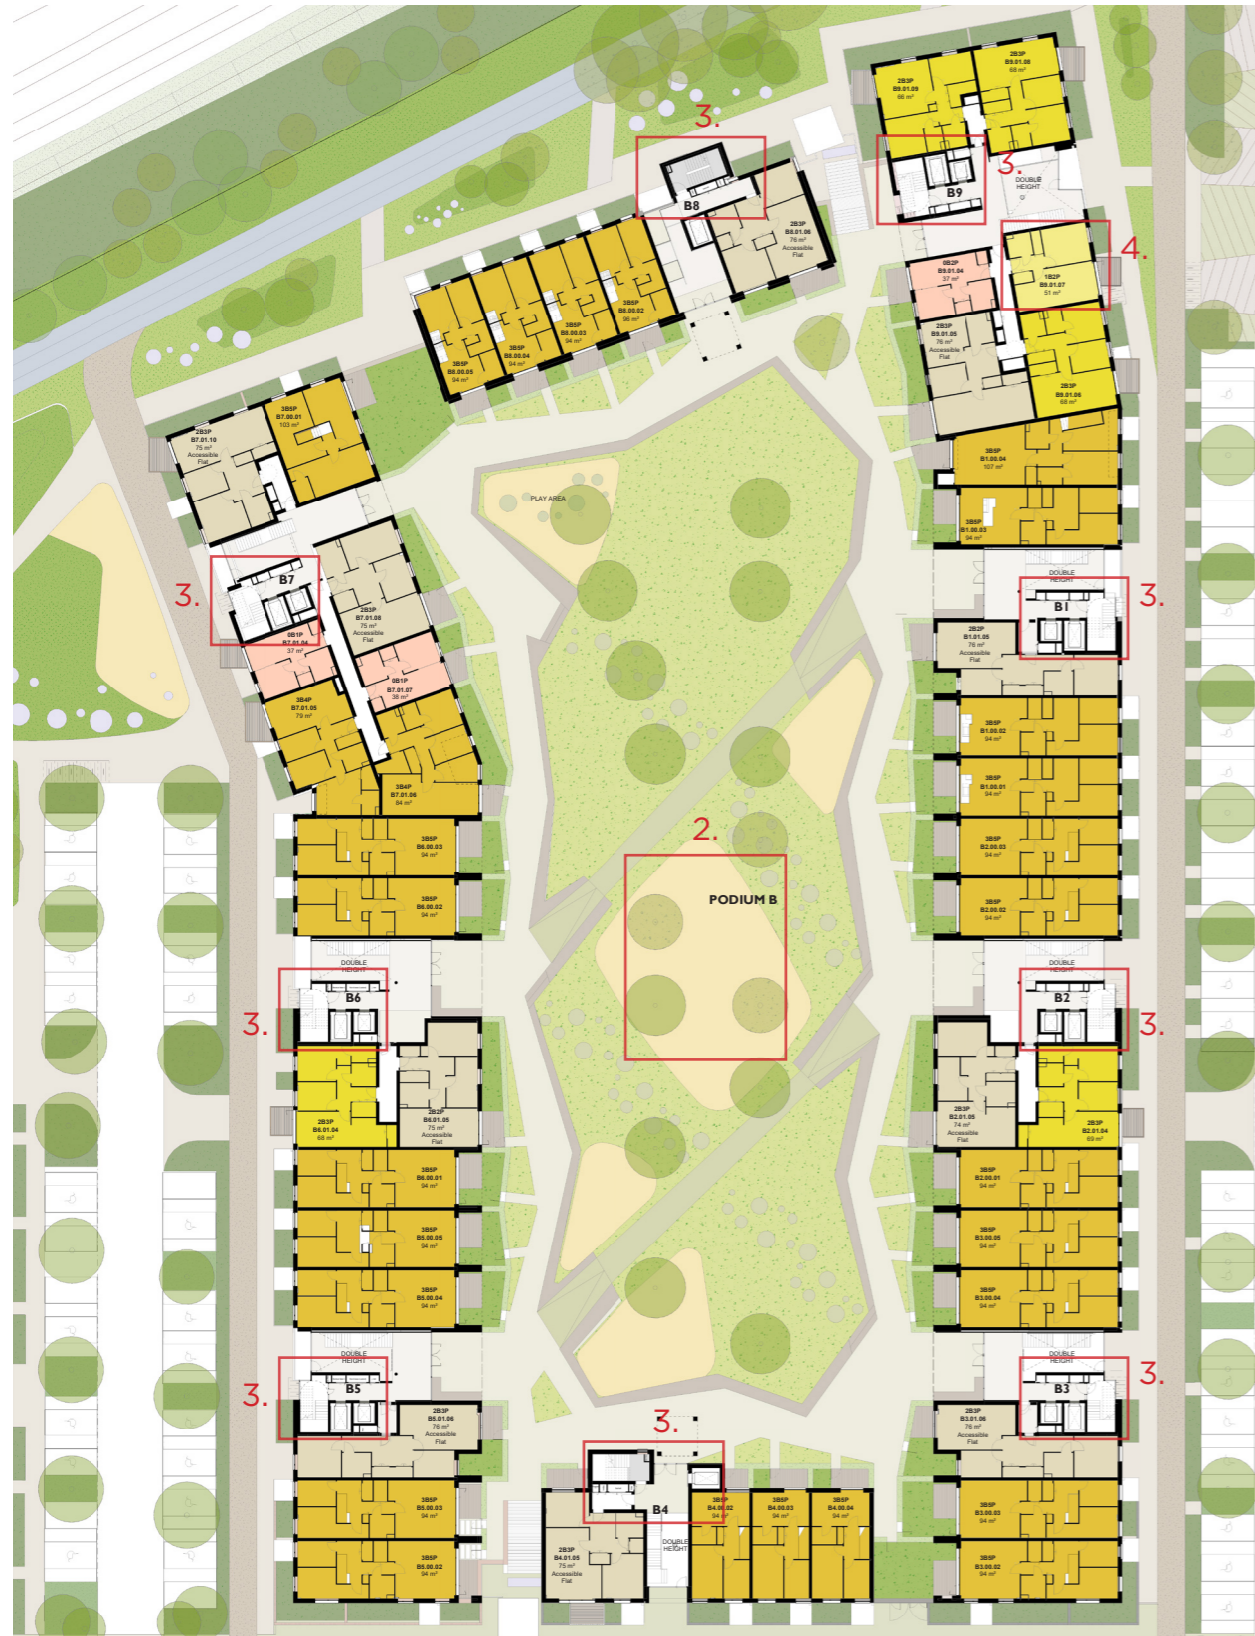 3.
B8
2B3P
B8.01.06
76 m²
Accessible
Flat
3B5P
B8.00.02
96 m²
3B5P
B8.00.03
94 m²
3B5P
B8.00.04
94 m²
3B5P
B8.00.05
94 m²
2B3P
B9.01.09
66 m²
2B3P
B9.01.08
68 m²
3.
B9
DOUBLE
HEIGHT
4.
0B2P
B9.01.04
37 m²
1B2P
B9.01.07
51 m²
2B3P
B9.01.05
76 m²
Accessible
Flat
2B3P
B9.01.06
68 m²
3B5P
B1.00.04
107 m²
3B5P
B1.00.03
94 m²
2B3P
B7.01.10
75 m²
Accessible
Flat
3B5P
B7.00.01
103 m²
PLAY AREA
3.
B7
2B3P
B7.01.08
75 m²
Accessible
Flat
0B1P
B7.01.04
37 m²
0B1P
B7.01.07
38 m²
3B4P
B7.01.05
79 m²
3B4P
B7.01.06
84 m²
DOUBLE
HEIGHT
B1
3.
2B2P
B1.01.05
76 m²
Accessible
Flat
3B5P
B1.00.02
94 m²
3B5P
B1.00.01
94 m²
3B5P
B2.00.03
94 m²
3B5P
B2.00.02
94 m²
3B5P
B6.00.03
94 m²
3B5P
B6.00.02
94 m²
2.
PODIUM B
DOUBLE
HEIGHT
B6
3.
2B3P
B6.01.04
68 m²
2B2P
B6.01.05
75 m²
Accessible
Flat
DOUBLE
HEIGHT
B2
3.
2B3P
B2.01.05
74 m²
Accessible
Flat
2B3P
B2.01.04
69 m²
3B5P
B6.00.01
94 m²
3B5P
B5.00.05
94 m²
3B5P
B5.00.04
94 m²
3B5P
B2.00.01
94 m²
3B5P
B3.00.05
94 m²
3B5P
B3.00.04
94 m²
DOUBLE
HEIGHT
B5
3.
2B3P
B5.01.06
76 m²
Accessible
Flat
3B5P
B5.00.03
94 m²
3B5P
B5.00.02
94 m²
3.
B4
DOUBLE
HEIGHT
2B3P
B4.01.05
75 m²
Accessible
Flat
3B5P
B4.00.02
94 m²
3B5P
B4.00.03
94 m²
3B5P
B4.00.04
94 m²
DOUBLE
HEIGHT
B3
3.
2B3P
B3.01.06
76 m²
Accessible
Flat
3B5P
B3.00.03
94 m²
3B5P
B3.00.02
94 m²